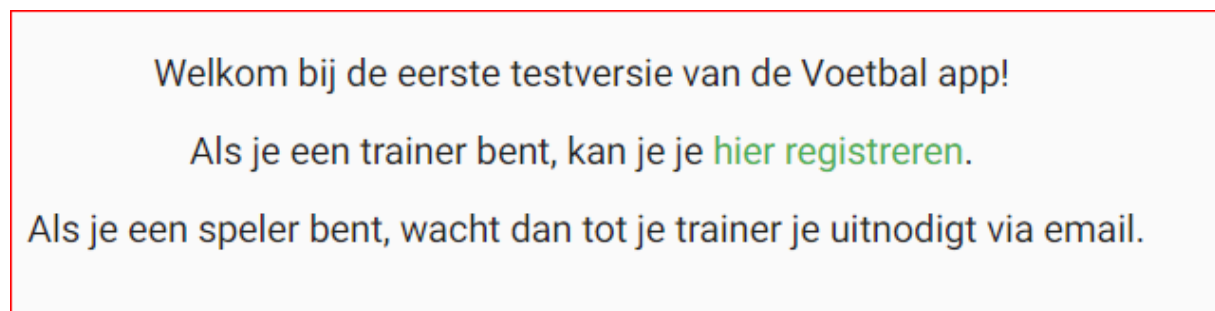 Welkom bij de eerste testversie van de Voetbal app!
Als je een trainer bent, kan je je hier registreren.
Als je een speler bent, wacht dan tot je trainer je uitnodigt via email.